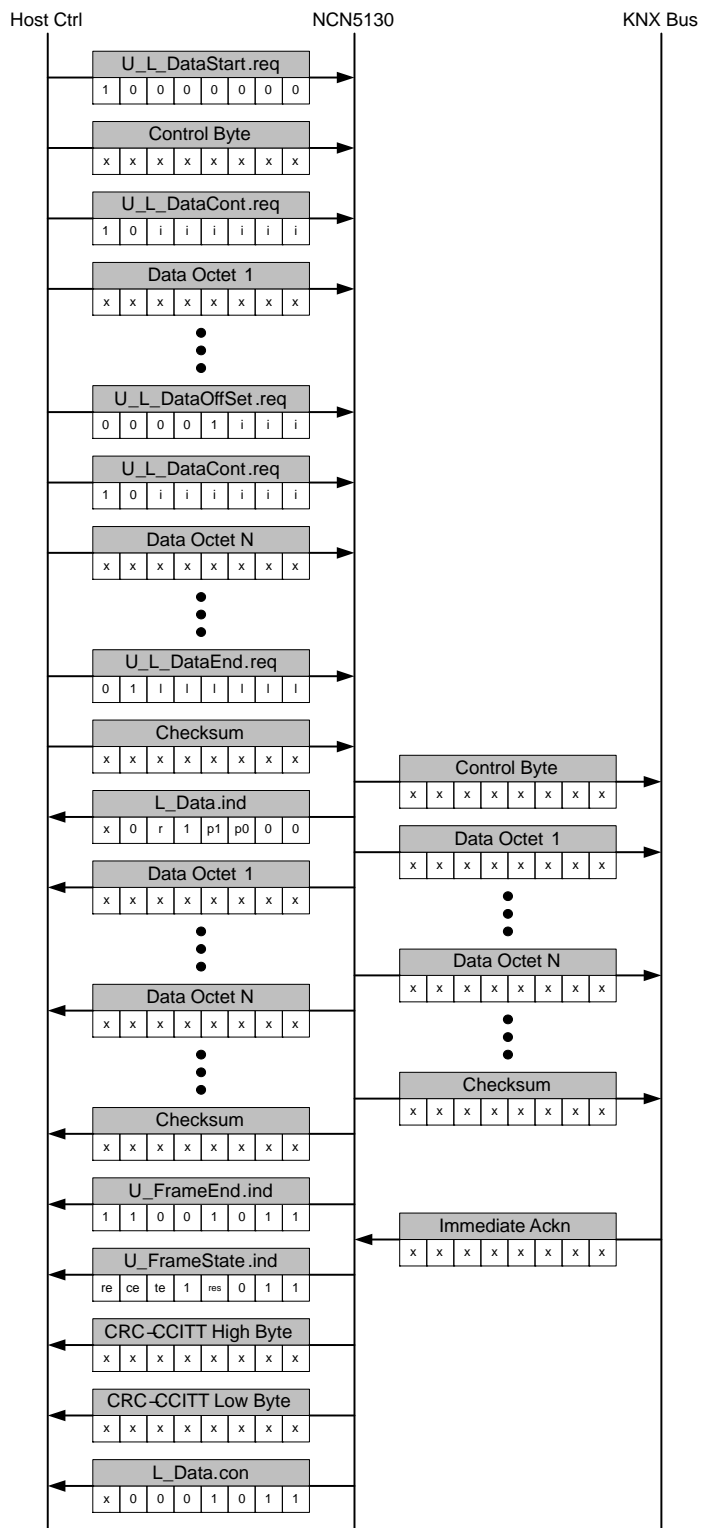 Host Ctrl NCN5130 KNX Bus
U_L_DataStart.req
1 0 0 0 0 0 0 0
Control Byte
x x x x x x x x
U_L_DataCont.req
1 0 i i i i i i
Data Octet 1
x x x x x x x x
U_L_DataOffSet.req
0 0 0 0 1 i i i
U_L_DataCont.req
1 0 i i i i i i
Data Octet N
x x x x x x x x
U_L_DataEnd.req
0 1 l l l l l l
Checksum
x x x x x x x x
Control Byte
x x x x x x x x
L_Data.ind
x 0 r 1 p1 p0 0 0
Data Octet 1
x x x x x x x x
Data Octet 1
x x x x x x x x
Data Octet N
x x x x x x x x
Data Octet N
x x x x x x x x
Checksum
x x x x x x x x
Checksum
x x x x x x x x
U_FrameEnd.ind
1 1 0 0 1 0 1 1
Immediate Ackn
x x x x x x x x
U_FrameState.ind
re ce te 1 res 0 1 1
CRC-CCITT High Byte
x x x x x x x x
CRC-CCITT Low Byte
x x x x x x x x
L_Data.con
x 0 0 0 1 0 1 1